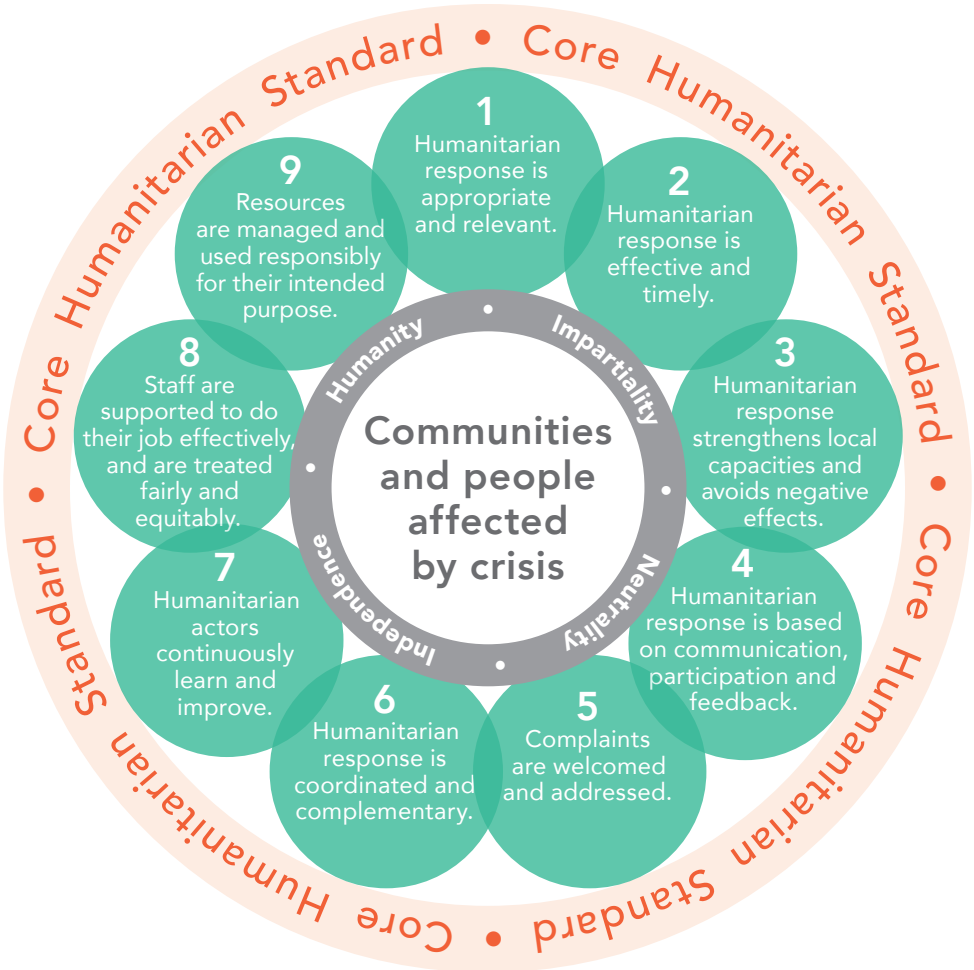 Core Humanitarian Standard • Core Humanitarian Standard • Core Humanitarian Standard • Core Humanitarian Standard •
1
Humanitarian
response is
appropriate
and relevant.
2
Humanitarian
response is
effective and
timely.
3
Humanitarian
response
strengthens local
capacities and
avoids negative
effects.
4
Humanitarian
response is based
on communication,
participation and
feedback.
5
Complaints
are welcomed
and addressed.
6
Humanitarian
response is
coordinated and
complementary.
7
Humanitarian
actors
continuously
learn and
improve.
8
Staff are
supported to do
their job effectively,
and are treated
fairly and
equitably.
9
Resources
are managed and
used responsibly
for their intended
purpose.
Humanity • Impartiality • Neutrality • Independence •
Communities
and people
affected
by crisis